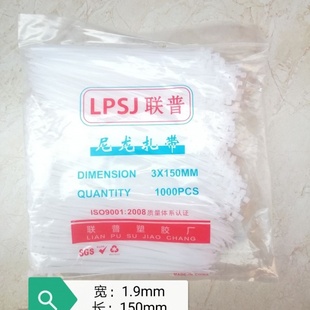 LPSJ 联普
尼龙扎带
DIMENSION 3X150MM
QUANTITY 1000PCS
ISO9001:2008质量体系认证
联普塑胶厂
LIAN PU SU JIAO CHANG
SGS
宽：1.9mm
长：150mm